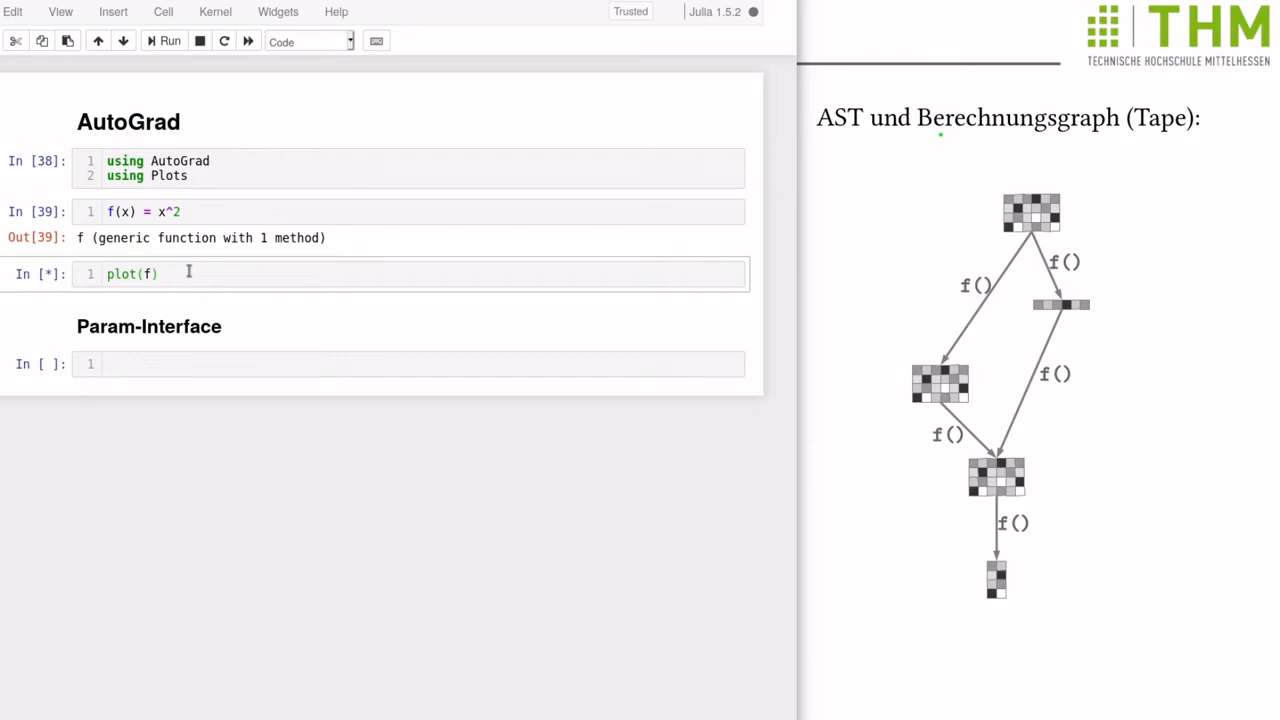 Edit View Insert Cell Kernel Widgets Help Trusted Julia 1.5.2
Run Code
AutoGrad
In [38]: 1 using AutoGrad
2 using Plots
In [39]: 1 f(x) = x^2
Out[39]: f (generic function with 1 method)
In [*]: 1 plot(f)
Param-Interface
In [ ]: 1
THM
TECHNISCHE HOCHSCHULE MITTELHESSEN
AST und Berechnungsgraph (Tape):
f()
f()
f()
f()
f()